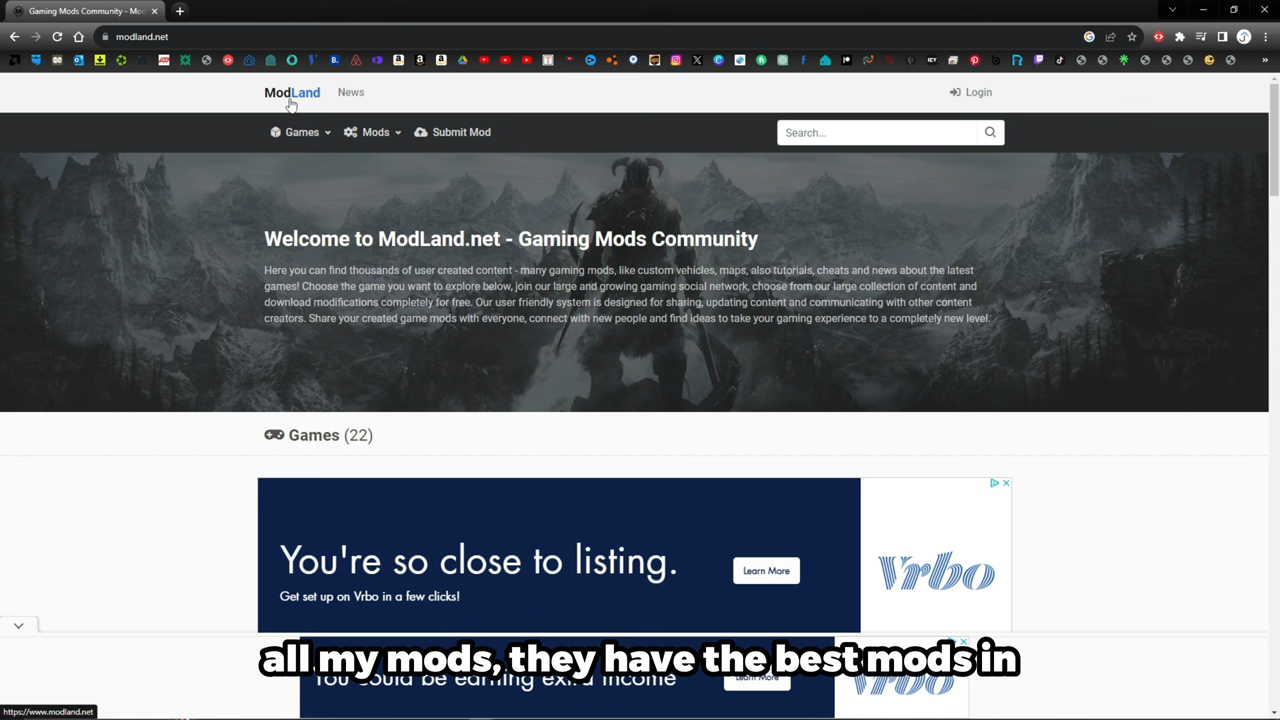 Gaming Mods Community - Mo
modland.net
ModLand
News
Login
Games
Mods
Submit Mod
Search...
Welcome to ModLand.net - Gaming Mods Community
Here you can find thousands of user created content - many gaming mods, like custom vehicles, maps, also tutorials, cheats and news about the latest
games! Choose the game you want to explore below, join our large and growing gaming social network, choose from our large collection of content and
download modifications completely for free. Our user friendly system is designed for sharing, updating content and communicating with other content
creators. Share your created game mods with everyone, connect with new people and find ideas to take your gaming experience to a completely new level.
Games (22)
You're so close to listing.
Get set up on Vrbo in a few clicks!
Learn More
Vrbo
all my mods, they have the best mods in
You could be earning extra income
Learn More
Vrbo
https://www.modland.net